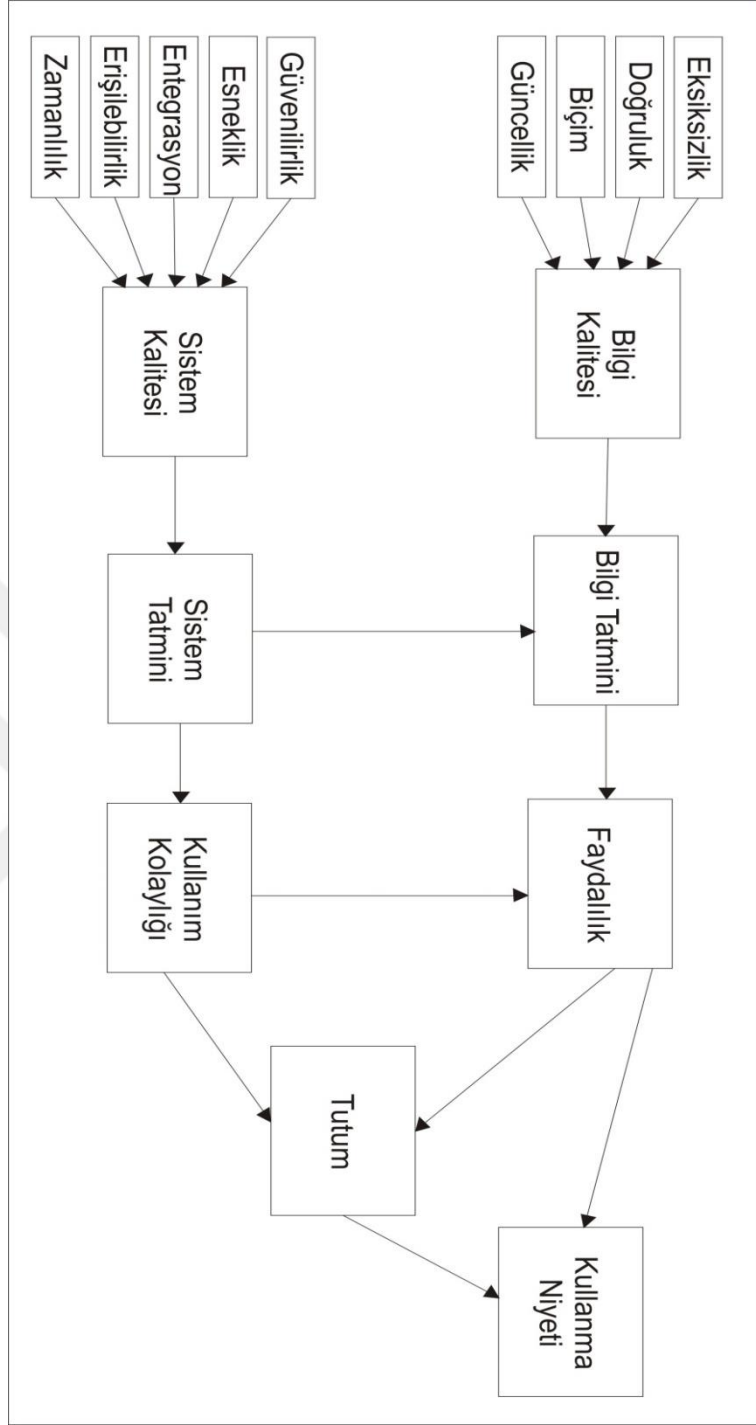 Eksiksizlik
Doğruluk
Biçim
Güncellik
Güvenilirlik
Esneklik
Entegrasyon
Erişilebilirlik
Zamanlılık
Bilgi
Kalitesi
Sistem
Kalitesi
Bilgi Tatmini
Sistem
Tatmini
Faydalılık
Kullanım
Kolaylığı
Tutum
Kullanma
Niyeti